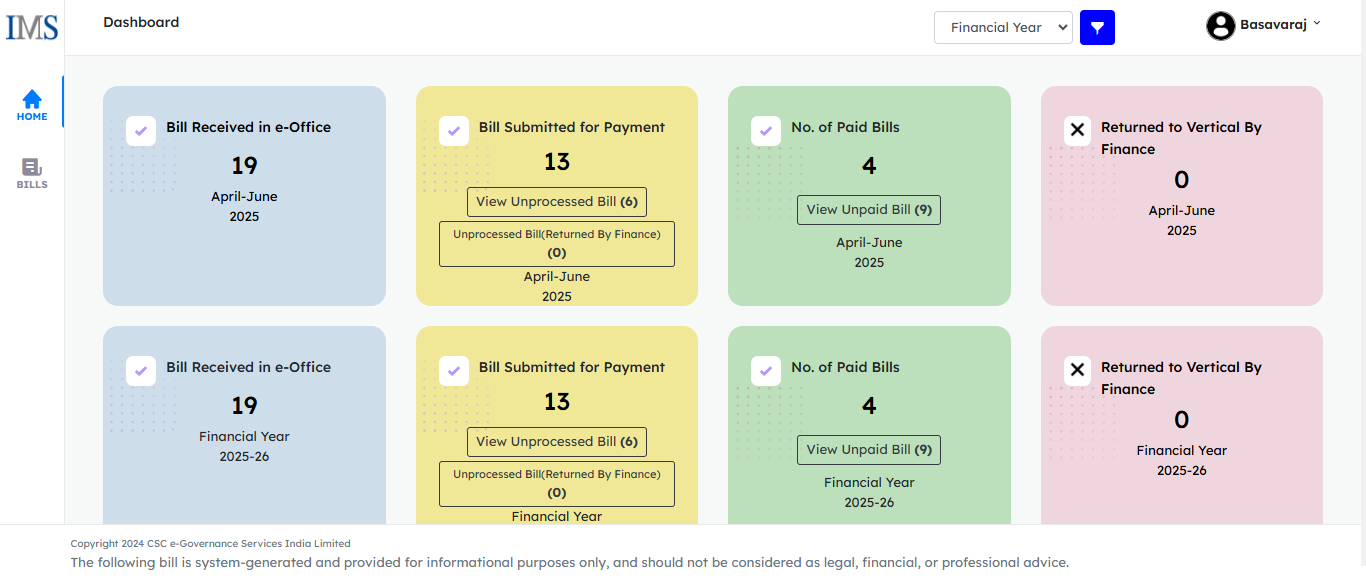 IMS
Dashboard
Financial Year
Basavaraj
HOME
BILLS
Bill Received in e-Office
19
April-June
2025
Bill Submitted for Payment
13
View Unprocessed Bill (6)
Unprocessed Bill(Returned By Finance)
(0)
April-June
2025
No. of Paid Bills
4
View Unpaid Bill (9)
April-June
2025
Returned to Vertical By
Finance
0
April-June
2025
Bill Received in e-Office
19
Financial Year
2025-26
Bill Submitted for Payment
13
View Unprocessed Bill (6)
Unprocessed Bill(Returned By Finance)
(0)
Financial Year
No. of Paid Bills
4
View Unpaid Bill (9)
Financial Year
2025-26
Returned to Vertical By
Finance
0
Financial Year
2025-26
Copyright 2024 CSC e-Governance Services India Limited
The following bill is system-generated and provided for informational purposes only, and should not be considered as legal, financial, or professional advice.